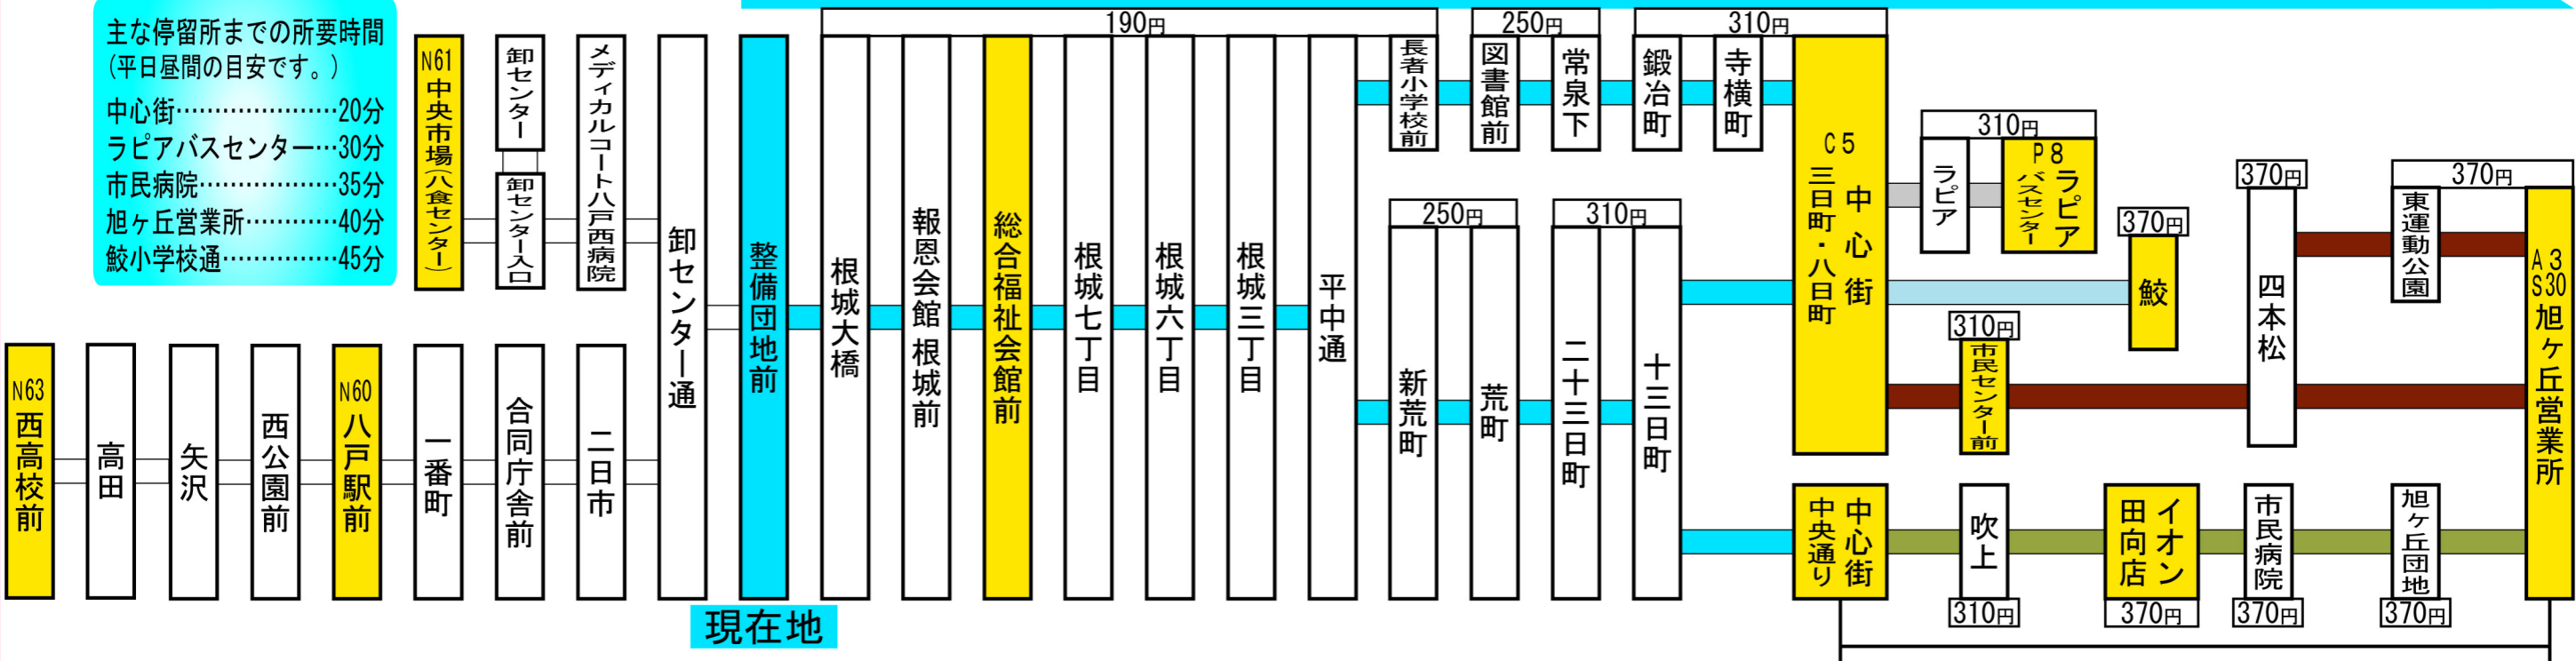 主な停留所までの所要時間
(平日昼間の目安です。)
中心街…………………20分
ラピアバスセンター…30分
市民病院………………35分
旭ヶ丘営業所…………40分
鮫小学校通……………45分
N63
西高校前
高田
矢沢
西公園前
N60
八戸駅前
一番町
合同庁舎前
二日市
N61
中央市場(八食センター)
卸センター
卸センター入口
メディカルコート八戸西病院
卸センター通
整備団地前
現在地
190円
根城大橋
報恩会館 根城前
総合福祉会館前
根城七丁目
根城六丁目
根城三丁目
平中通
長者小学校前
250円
図書館前
常泉下
310円
鍛冶町
寺横町
250円
新荒町
荒町
310円
二十三日町
十三日町
C5
中心街
三日町・八日町
中心街
中央通り
310円
ラピア
P8
ラピア
バスセンター
370円
鮫
310円
市民センター前
370円
四本松
370円
東運動公園
A3
S30
旭ヶ丘営業所
吹上
310円
イオン
田向店
370円
市民病院
370円
旭ヶ丘団地
370円